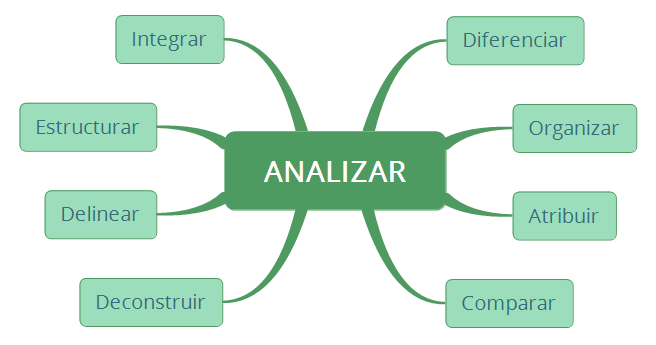 Integrar
Diferenciar
Estructurar
Organizar
ANALIZAR
Delinear
Atribuir
Deconstruir
Comparar